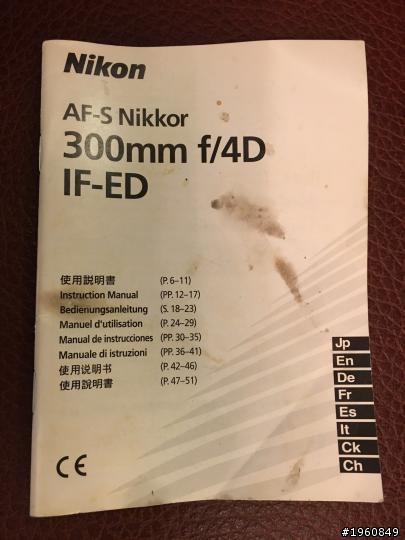 Nikon
AF-S Nikkor
300mm f/4D
IF-ED
使用説明書 (P. 6–11)
Instruction Manual (PP. 12–17)
Bedienungsanleitung (S. 18–23)
Manuel d'utilisation (P. 24–29)
Manual de instrucciones (PP. 30–35)
Manuale di istruzioni (PP. 36–41)
使用说明书 (P. 42–46)
使用說明書 (P. 47–51)
Jp
En
De
Fr
Es
It
Ck
Ch
CE
#1960849